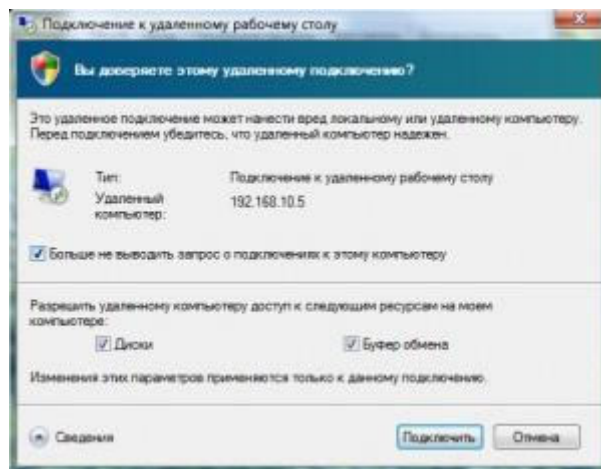 Подключение к удаленному рабочему столу
Вы доверяете этому удаленному подключению?
Это удаленное подключение может нанести вред локальному или удаленному компьютеру.
Перед подключением убедитесь, что удаленный компьютер надежен.
Тип: Подключение к удаленному рабочему столу
Удаленный 192.168.10.5
компьютер:
Больше не выводить запрос о подключениях к этому компьютеру
Разрешить удаленному компьютеру доступ к следующим ресурсам на моем
компьютере:
Диски Буфер обмена
Изменения этих параметров применяются только к данному подключению.
Сведения Подключить Отмена